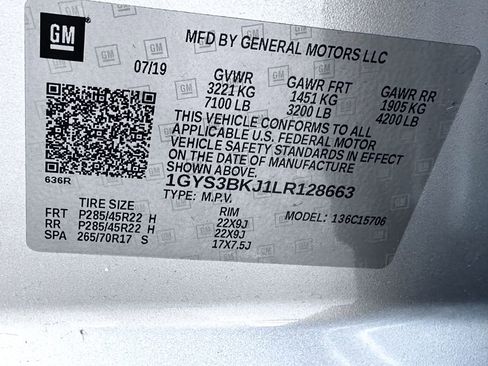 GM
MFD BY GENERAL MOTORS LLC
07/19
GVWR GAWR FRT GAWR RR
3221 KG 1451 KG 1905 KG
7100 LB 3200 LB 4200 LB
THIS VEHICLE CONFORMS TO ALL
APPLICABLE U.S. FEDERAL MOTOR
VEHICLE SAFETY STANDARDS IN EFFECT
ON THE DATE OF MANUFACTURE
SHOWN ABOVE.
1GYS3BKJ1LR128663
TYPE: M.P.V.
636R
TIRE SIZE RIM MODEL: 136C15706
FRT P285/45R22 H 22X9J
RR P285/45R22 H 22X9J
SPA 265/70R17 S 17X7.5J